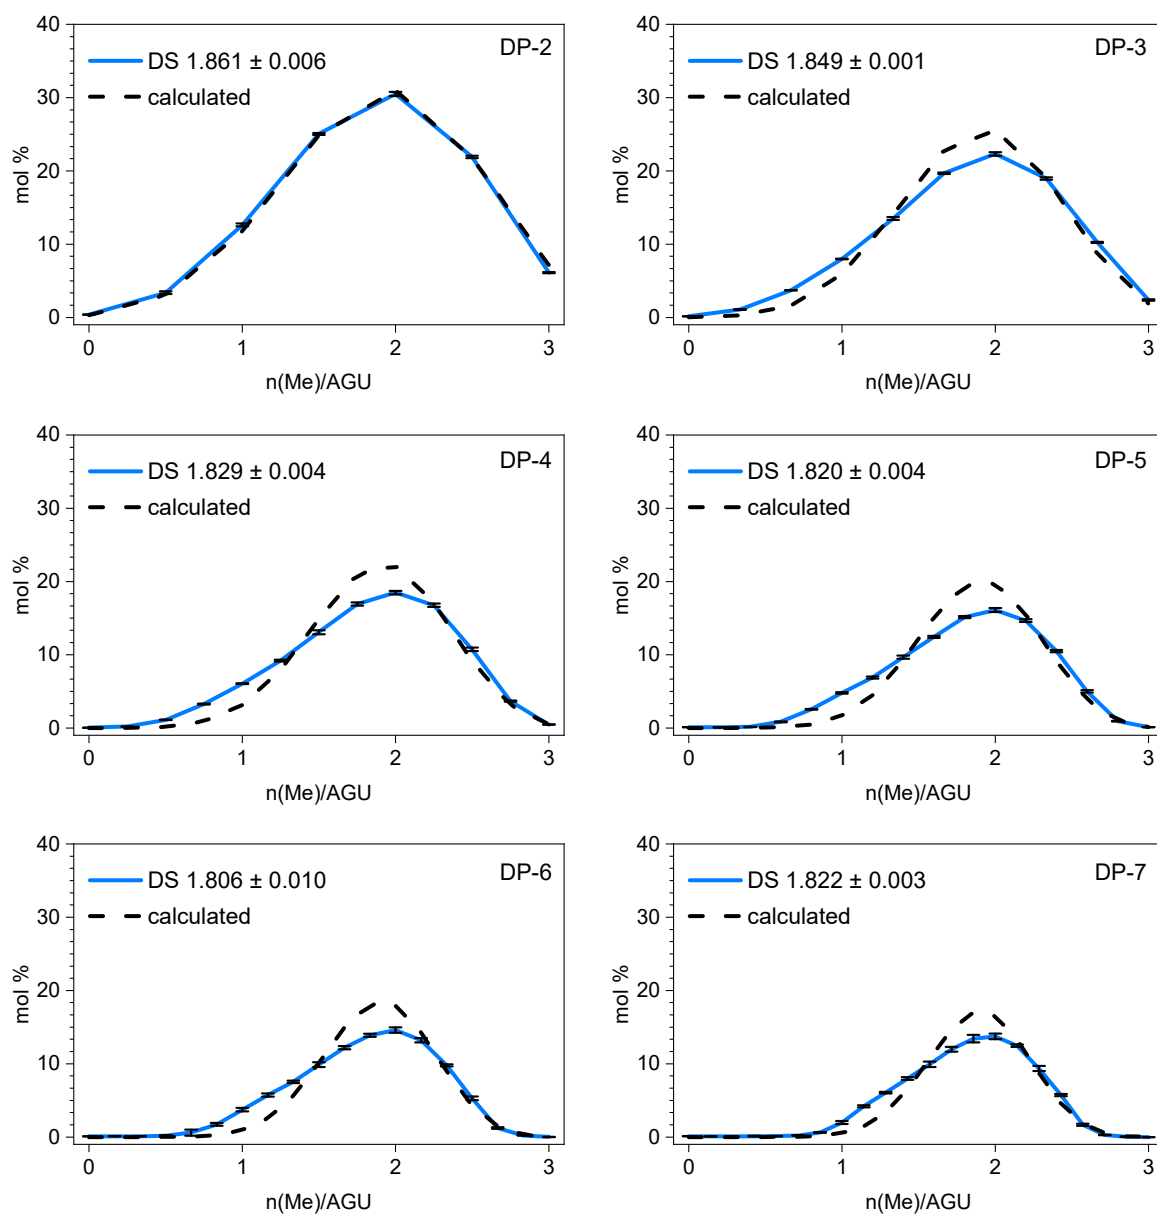 DP-2
DS 1.861 ± 0.006
calculated
mol %
40
30
20
10
0
0 1 2 3
n(Me)/AGU
DP-3
DS 1.849 ± 0.001
calculated
mol %
40
30
20
10
0
0 1 2 3
n(Me)/AGU
DP-4
DS 1.829 ± 0.004
calculated
mol %
40
30
20
10
0
0 1 2 3
n(Me)/AGU
DP-5
DS 1.820 ± 0.004
calculated
mol %
40
30
20
10
0
0 1 2 3
n(Me)/AGU
DP-6
DS 1.806 ± 0.010
calculated
mol %
40
30
20
10
0
0 1 2 3
n(Me)/AGU
DP-7
DS 1.822 ± 0.003
calculated
mol %
40
30
20
10
0
0 1 2 3
n(Me)/AGU